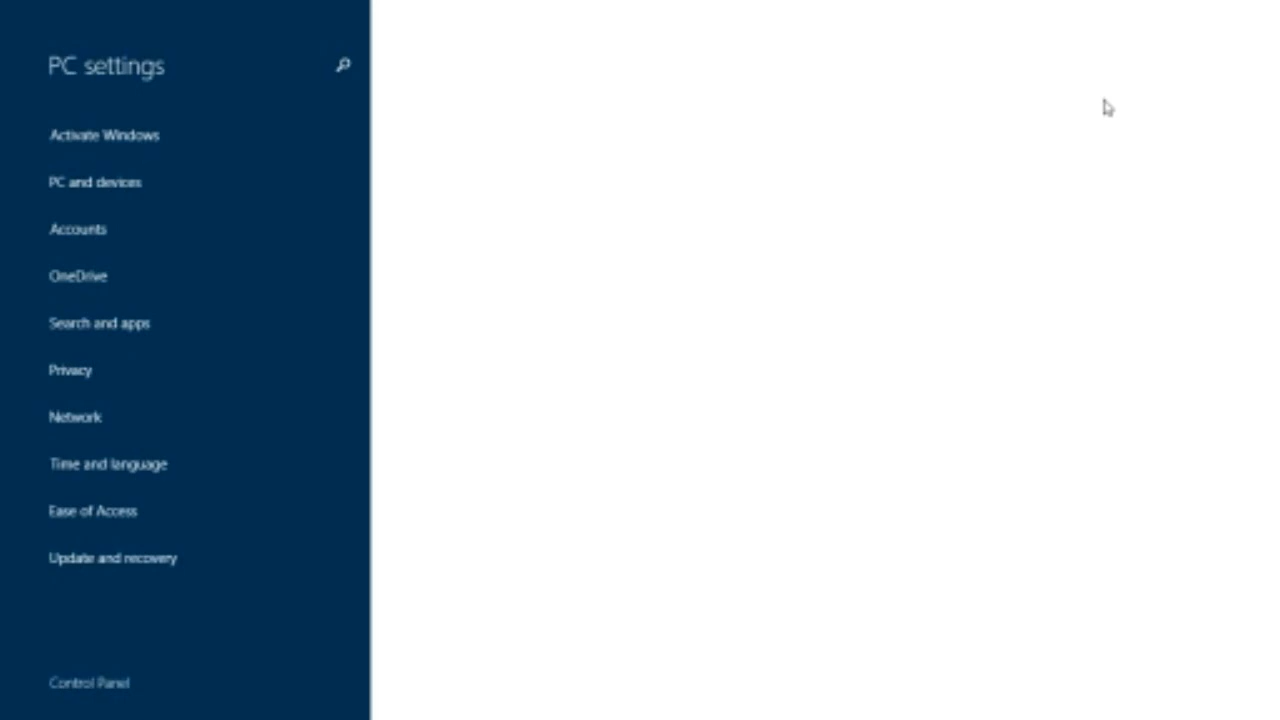 PC settings
Activate Windows
PC and devices
Accounts
OneDrive
Search and apps
Privacy
Network
Time and language
Ease of Access
Update and recovery
Control Panel